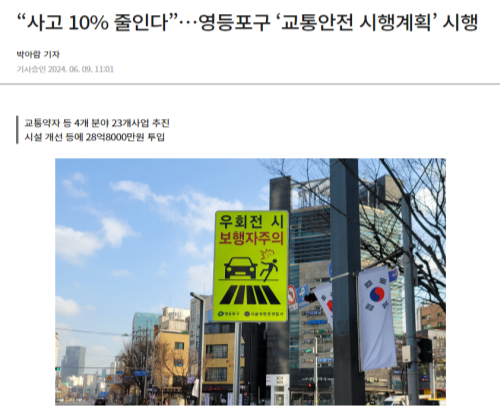 “사고 10% 줄인다”…영등포구 ‘교통안전 시행계획’ 시행
박아람 기자
기사승인 2024. 06. 09. 11:01
교통약자 등 4개 분야 23개사업 추진
시설 개선 등에 28억8000만원 투입
우회전 시
보행자주의
영등포구